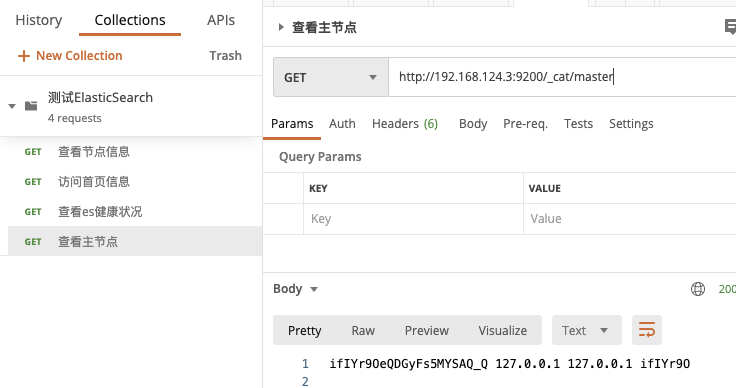 History Collections APIs
+ New Collection Trash
测试ElasticSearch
4 requests
GET 查看节点信息
GET 访问首页信息
GET 查看es健康状况
GET 查看主节点
查看主节点
GET http://192.168.124.3:9200/_cat/master
Params Auth Headers (6) Body Pre-req. Tests Settings
Query Params
KEY VALUE
Key Value
Body 200
Pretty Raw Preview Visualize Text
1 ifIYr9OeQDGyFs5MYSAQ_Q 127.0.0.1 127.0.0.1 ifIYr9O
2